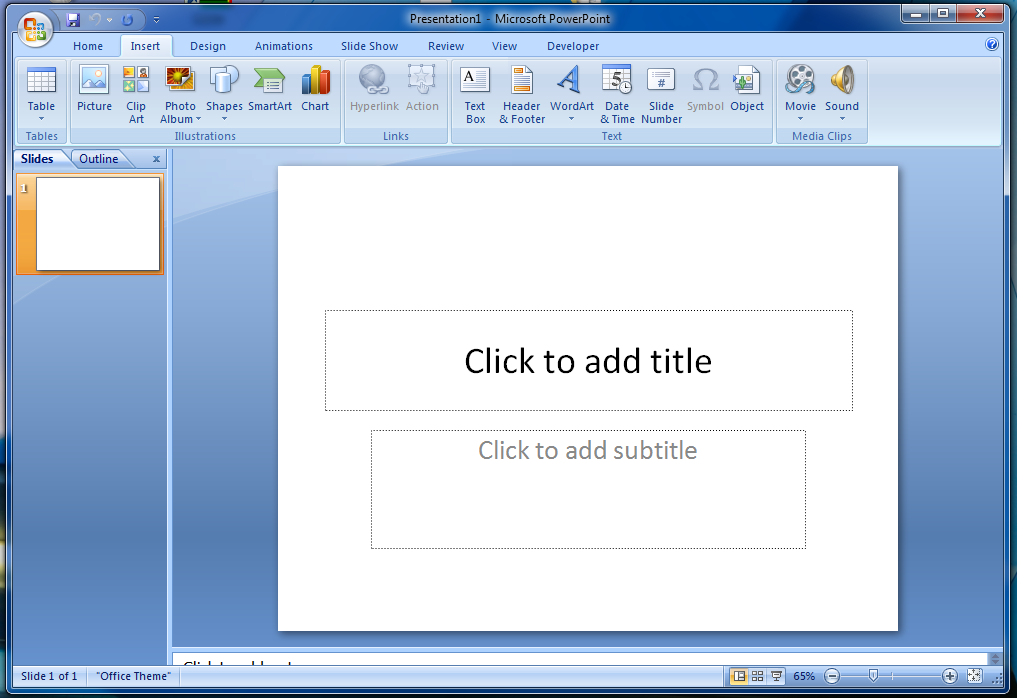 Presentation1 - Microsoft PowerPoint
Home Insert Design Animations Slide Show Review View Developer
Table Picture Clip Art Photo Album Shapes SmartArt Chart Hyperlink Action Text Box Header & Footer WordArt Date & Time Slide Number Symbol Object Movie Sound
Tables Illustrations Links Text Media Clips
Slides Outline x
1
Click to add title
Click to add subtitle
Slide 1 of 1 "Office Theme" 65%